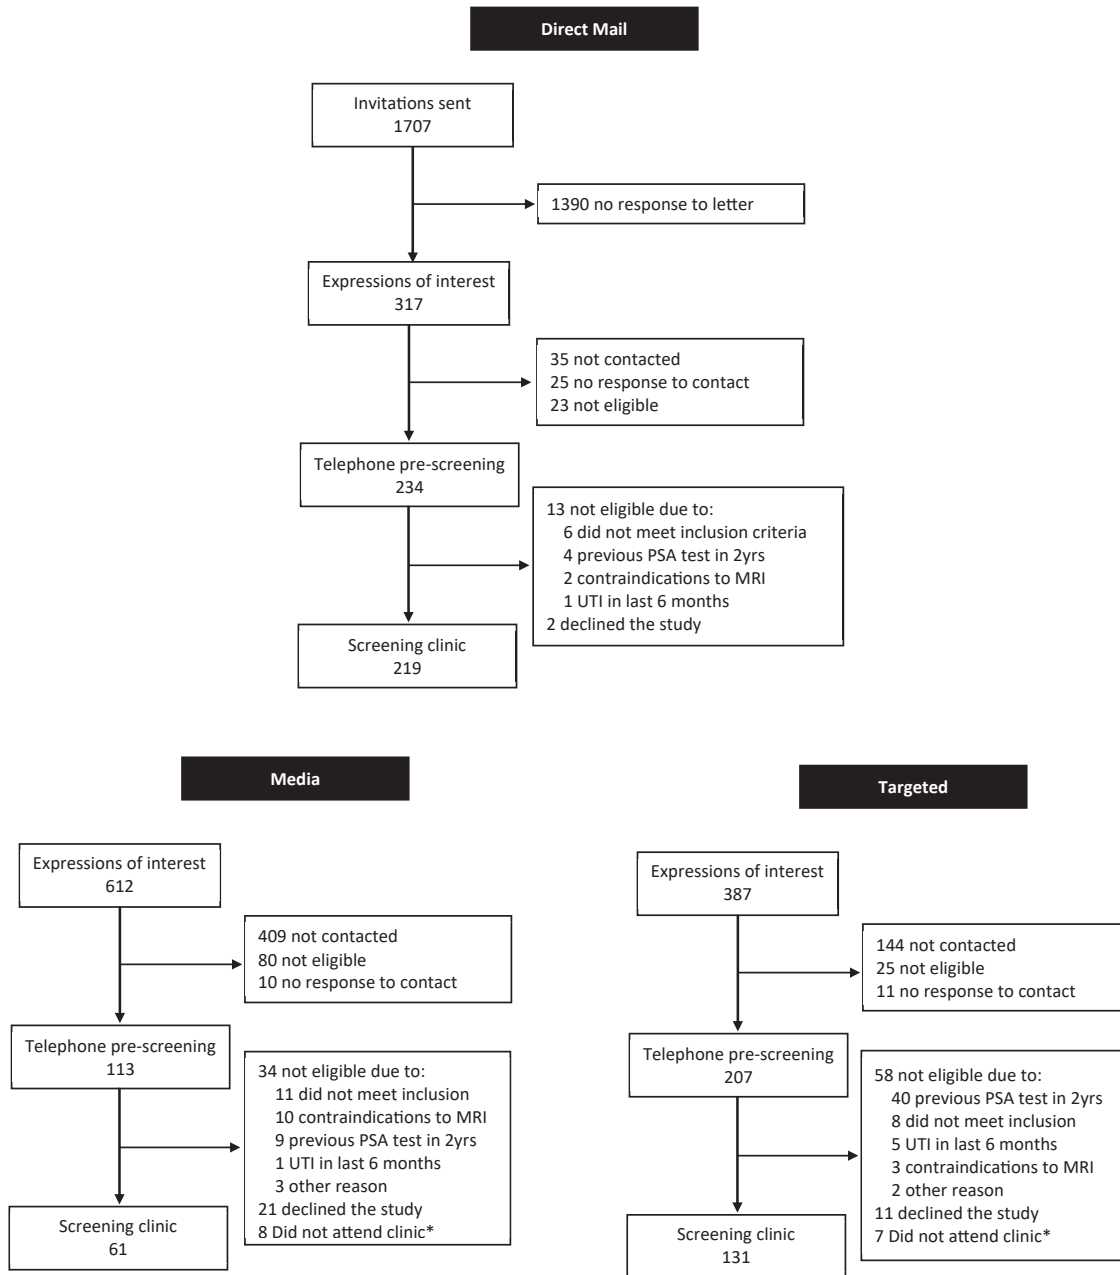 Direct Mail
Invitations sent
1707
1390 no response to letter
Expressions of interest
317
35 not contacted
25 no response to contact
23 not eligible
Telephone pre-screening
234
13 not eligible due to:
6 did not meet inclusion criteria
4 previous PSA test in 2yrs
2 contraindications to MRI
1 UTI in last 6 months
2 declined the study
Screening clinic
219
Media
Expressions of interest
612
409 not contacted
80 not eligible
10 no response to contact
Telephone pre-screening
113
34 not eligible due to:
11 did not meet inclusion
10 contraindications to MRI
9 previous PSA test in 2yrs
1 UTI in last 6 months
3 other reason
21 declined the study
8 Did not attend clinic*
Screening clinic
61
Targeted
Expressions of interest
387
144 not contacted
25 not eligible
11 no response to contact
Telephone pre-screening
207
58 not eligible due to:
40 previous PSA test in 2yrs
8 did not meet inclusion
5 UTI in last 6 months
3 contraindications to MRI
2 other reason
11 declined the study
7 Did not attend clinic*
Screening clinic
131